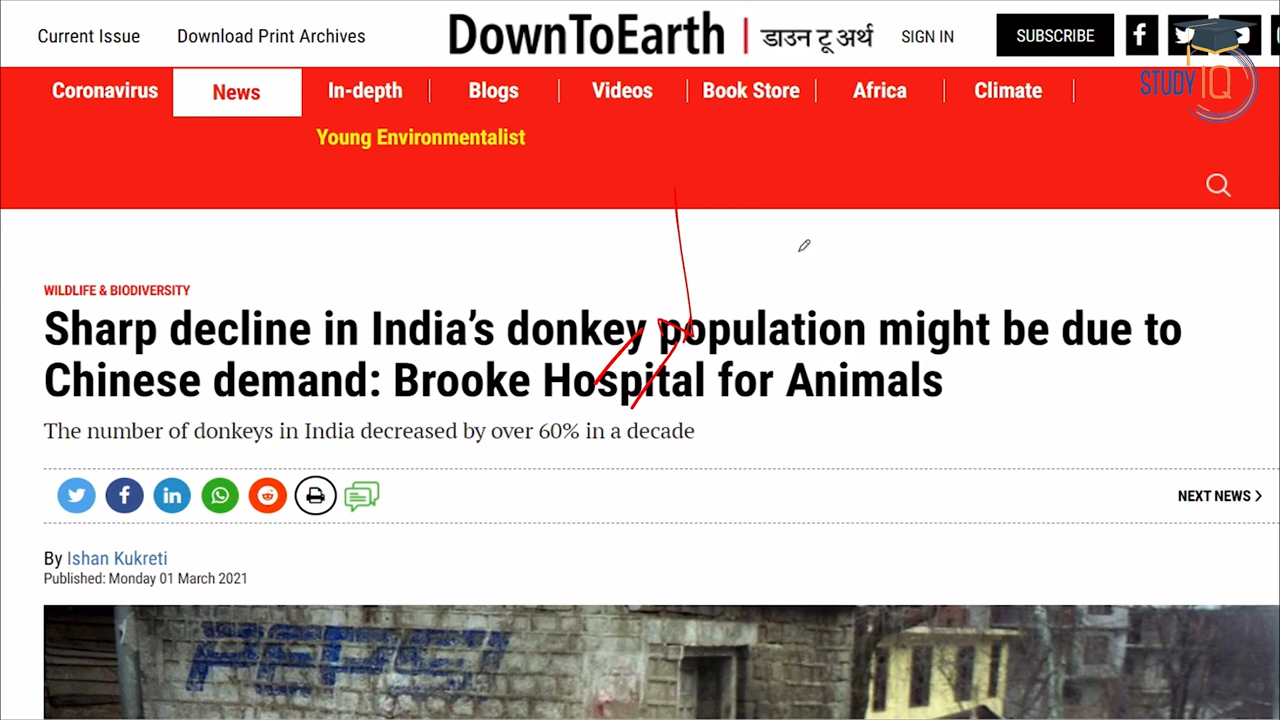 Current Issue
Download Print Archives
DownToEarth
डाउन टू अर्थ
SIGN IN
SUBSCRIBE
STUDY IQ
Coronavirus
News
In-depth
Blogs
Videos
Book Store
Africa
Climate
Young Environmentalist
WILDLIFE & BIODIVERSITY
Sharp decline in India's donkey population might be due to
Chinese demand: Brooke Hospital for Animals
The number of donkeys in India decreased by over 60% in a decade
NEXT NEWS
By Ishan Kukreti
Published: Monday 01 March 2021
PEPSI